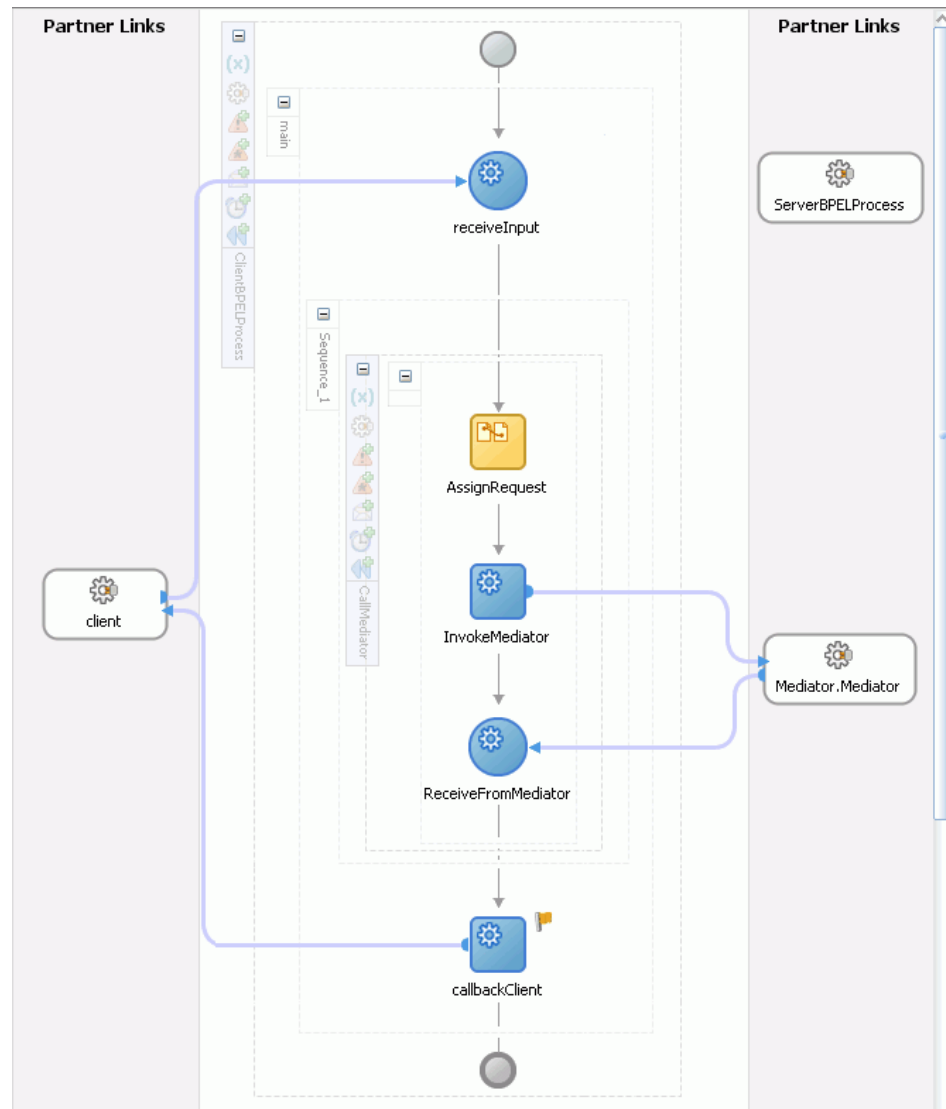 Partner Links
Partner Links
(x)
main
receiveInput
ServerBPELProcess
ClientBPELProcess
Sequence_1
(x)
AssignRequest
client
CallMediator
InvokeMediator
Mediator.Mediator
ReceiveFromMediator
callbackClient